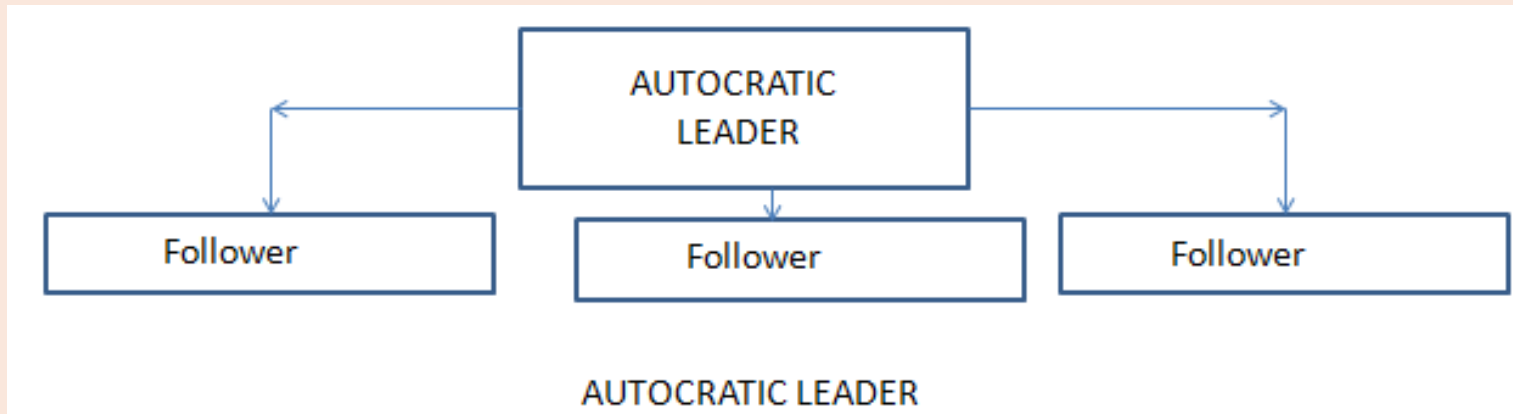 AUTOCRATIC
LEADER
Follower
Follower
Follower
AUTOCRATIC LEADER